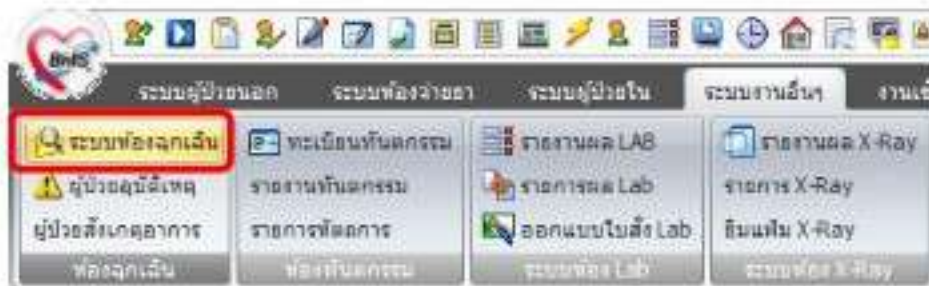 BMS
ระบบผู้ป่วยนอก ระบบห้องจ่ายยา ระบบผู้ป่วยใน ระบบงานอื่นๆ งานเ
ระบบห้องฉุกเฉิน ทะเบียนทันตกรรม รายงานผล LAB รายงานผล X-Ray
ผู้ป่วยอุบัติเหตุ รายงานทันตกรรม รายการผล Lab รายการ X-Ray
ผู้ป่วยสังเกตอาการ รายการหัตถการ ออกแบบใบสั่ง Lab ยืมแฟ้ม X-Ray
ห้องฉุกเฉิน ห้องทันตกรรม ระบบห้อง Lab ระบบห้อง X-Ray